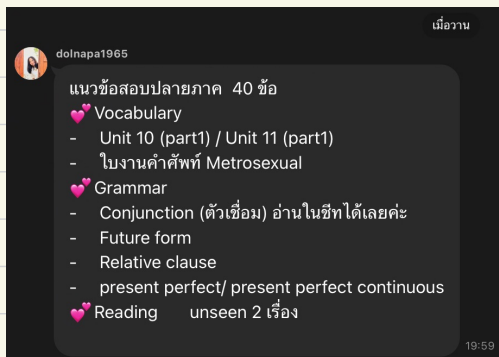 เมื่อวาน
dolnapa1965
แนวข้อสอบปลายภาค 40 ข้อ
💕 Vocabulary
- Unit 10 (part1) / Unit 11 (part1)
- ใบงานคำศัพท์ Metrosexual
💕 Grammar
- Conjunction (ตัวเชื่อม) อ่านในชีทได้เลยค่ะ
- Future form
- Relative clause
- present perfect/ present perfect continuous
💕 Reading unseen 2 เรื่อง
19:59